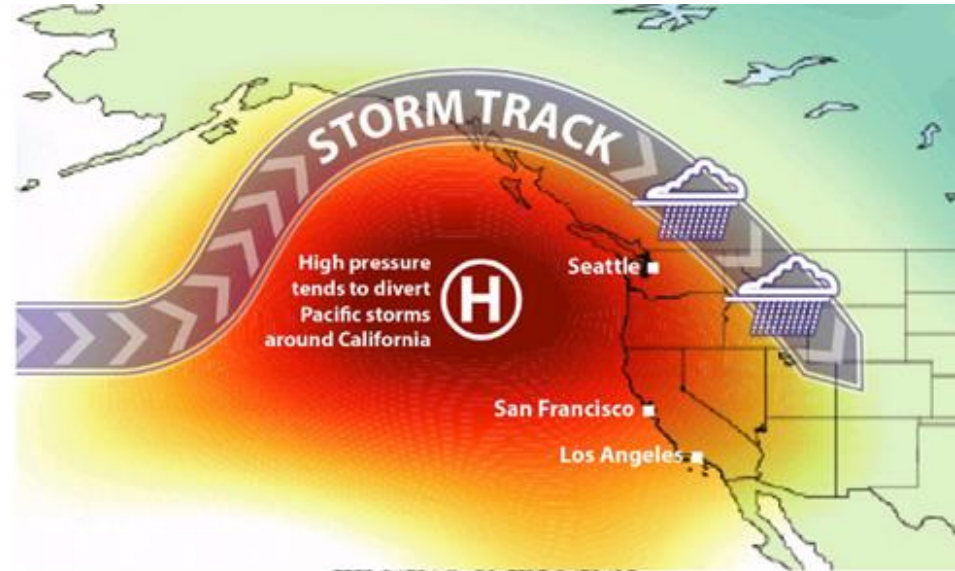 STORM TRACK
High pressure
tends to divert
Pacific storms
around California
H
Seattle
San Francisco
Los Angeles